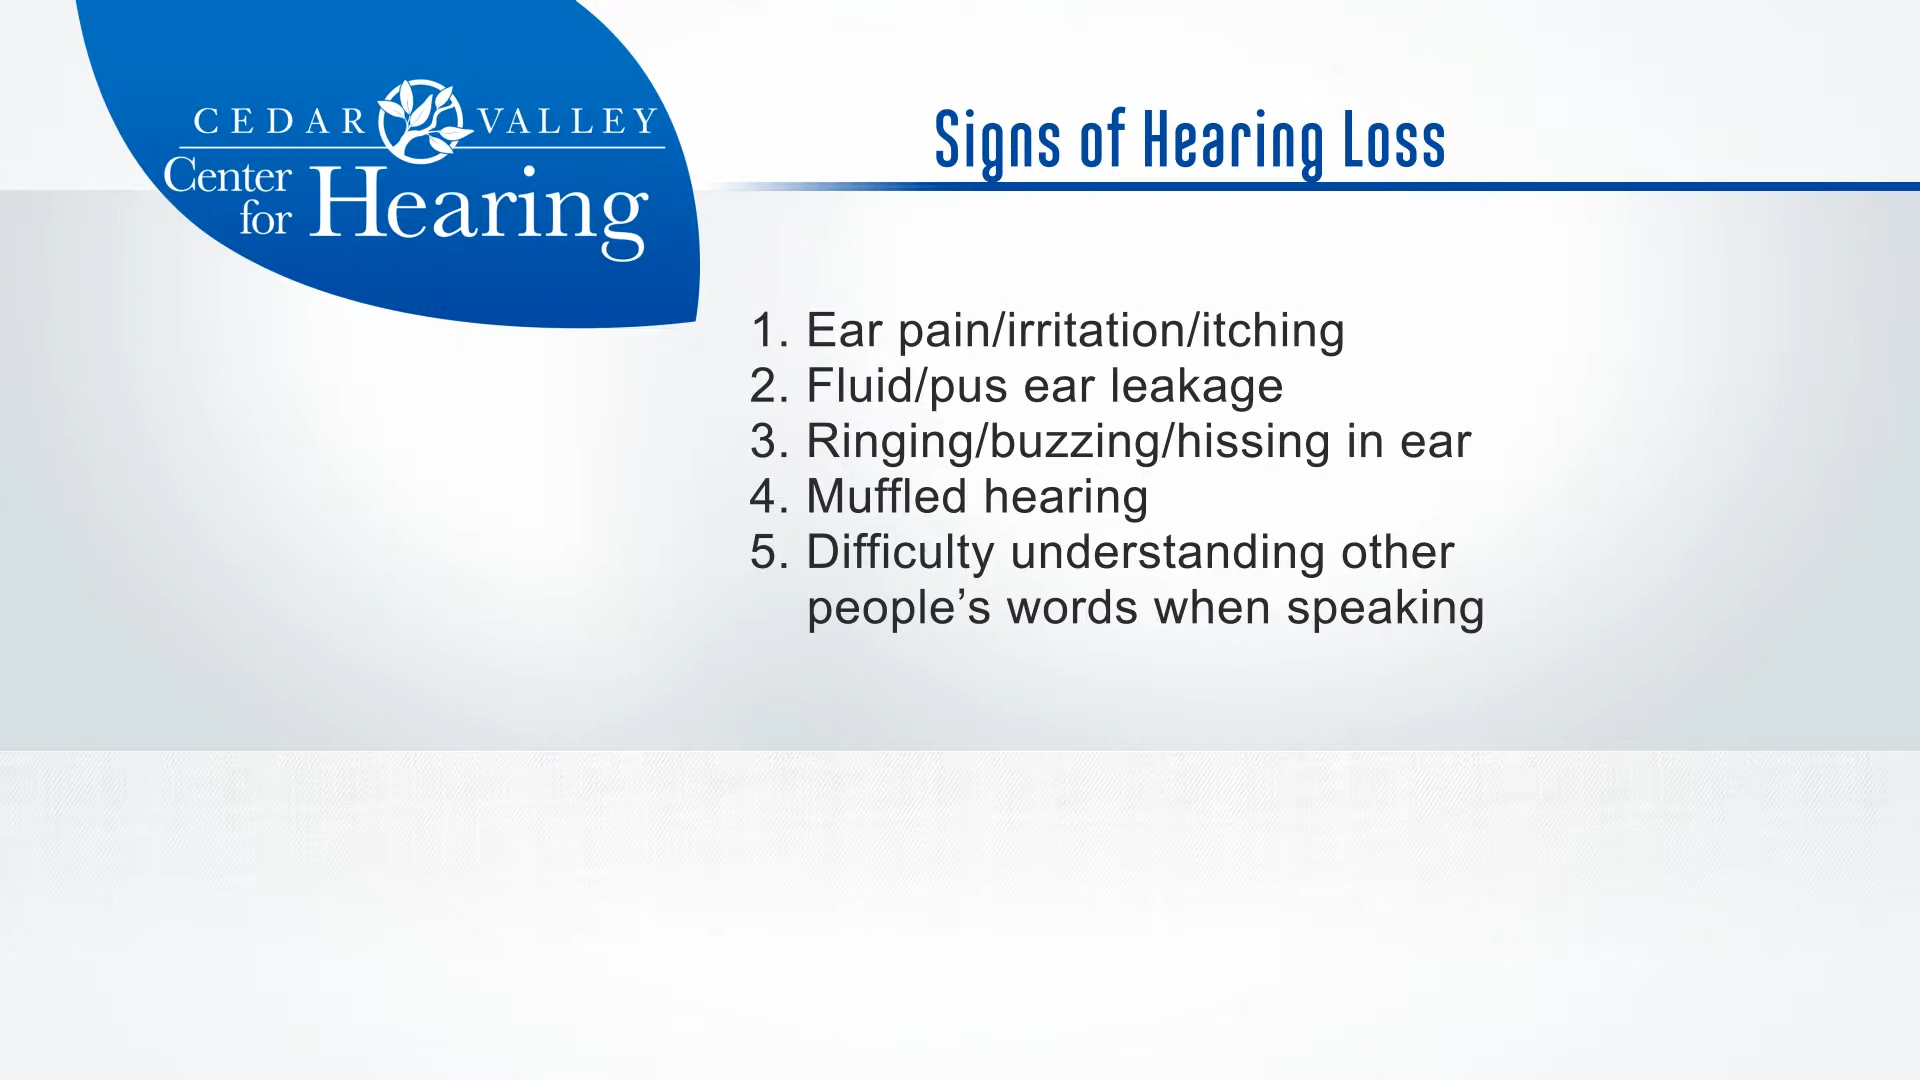 CEDAR VALLEY
Center for Hearing
Signs of Hearing Loss
1. Ear pain/irritation/itching
2. Fluid/pus ear leakage
3. Ringing/buzzing/hissing in ear
4. Muffled hearing
5. Difficulty understanding other
people’s words when speaking